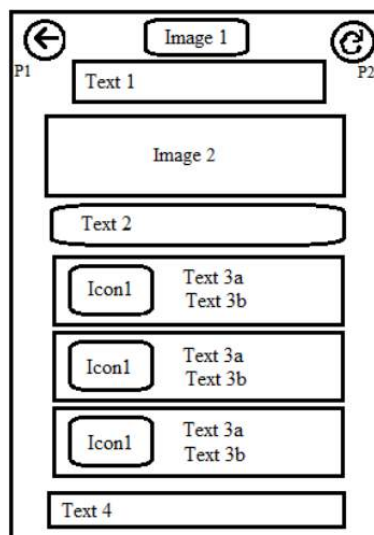 Image 1
P1
P2
Text 1
Image 2
Text 2
Icon1
Text 3a
Text 3b
Icon1
Text 3a
Text 3b
Icon1
Text 3a
Text 3b
Text 4